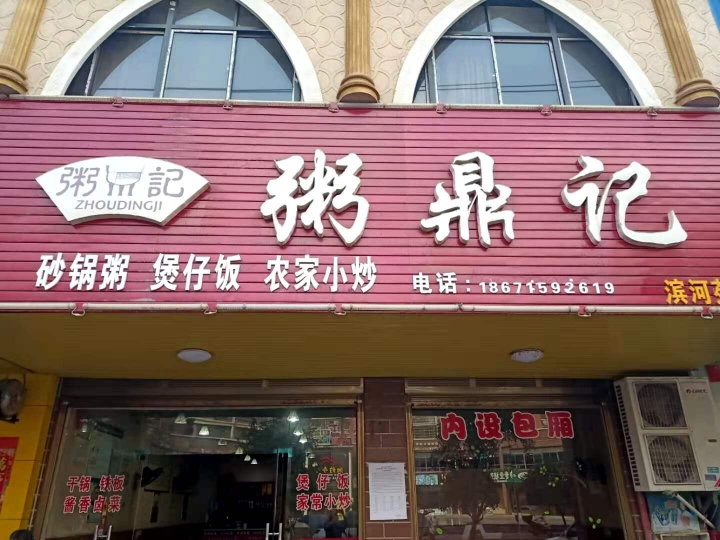 粥鼎記
ZHOUDINGJI
粥鼎记
砂锅粥 煲仔饭 农家小炒 电话：18671592619
滨河
内设包厢
干锅 铁板
酱香卤菜
煲仔饭
家常小炒